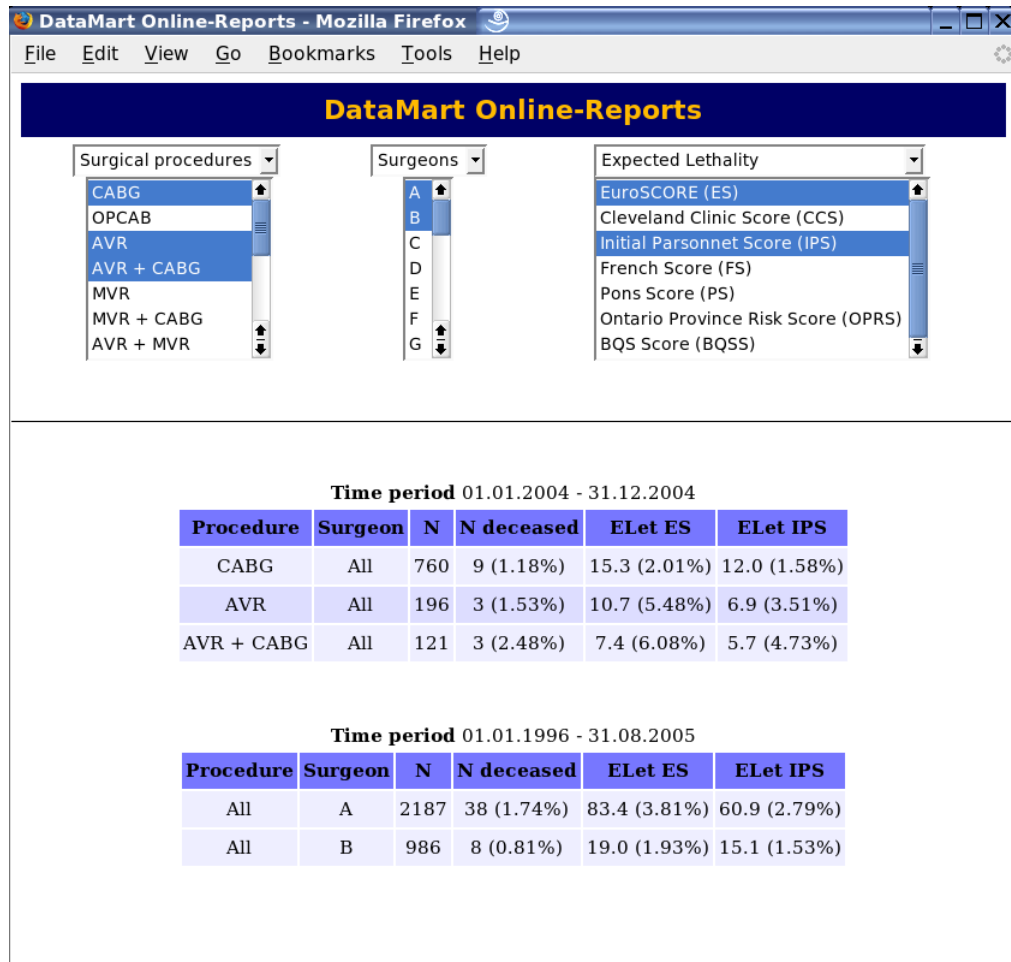 DataMart Online-Reports - Mozilla Firefox
File Edit View Go Bookmarks Tools Help
DataMart Online-Reports
Surgical procedures Surgeons Expected Lethality
CABG A EuroSCORE (ES)
OPCAB B Cleveland Clinic Score (CCS)
AVR C Initial Parsonnet Score (IPS)
AVR + CABG D French Score (FS)
MVR E Pons Score (PS)
MVR + CABG F Ontario Province Risk Score (OPRS)
AVR + MVR G BQS Score (BQSS)
Time period 01.01.2004 - 31.12.2004
Procedure Surgeon N N deceased ELet ES ELet IPS
CABG All 760 9 (1.18%) 15.3 (2.01%) 12.0 (1.58%)
AVR All 196 3 (1.53%) 10.7 (5.48%) 6.9 (3.51%)
AVR + CABG All 121 3 (2.48%) 7.4 (6.08%) 5.7 (4.73%)
Time period 01.01.1996 - 31.08.2005
Procedure Surgeon N N deceased ELet ES ELet IPS
All A 2187 38 (1.74%) 83.4 (3.81%) 60.9 (2.79%)
All B 986 8 (0.81%) 19.0 (1.93%) 15.1 (1.53%)